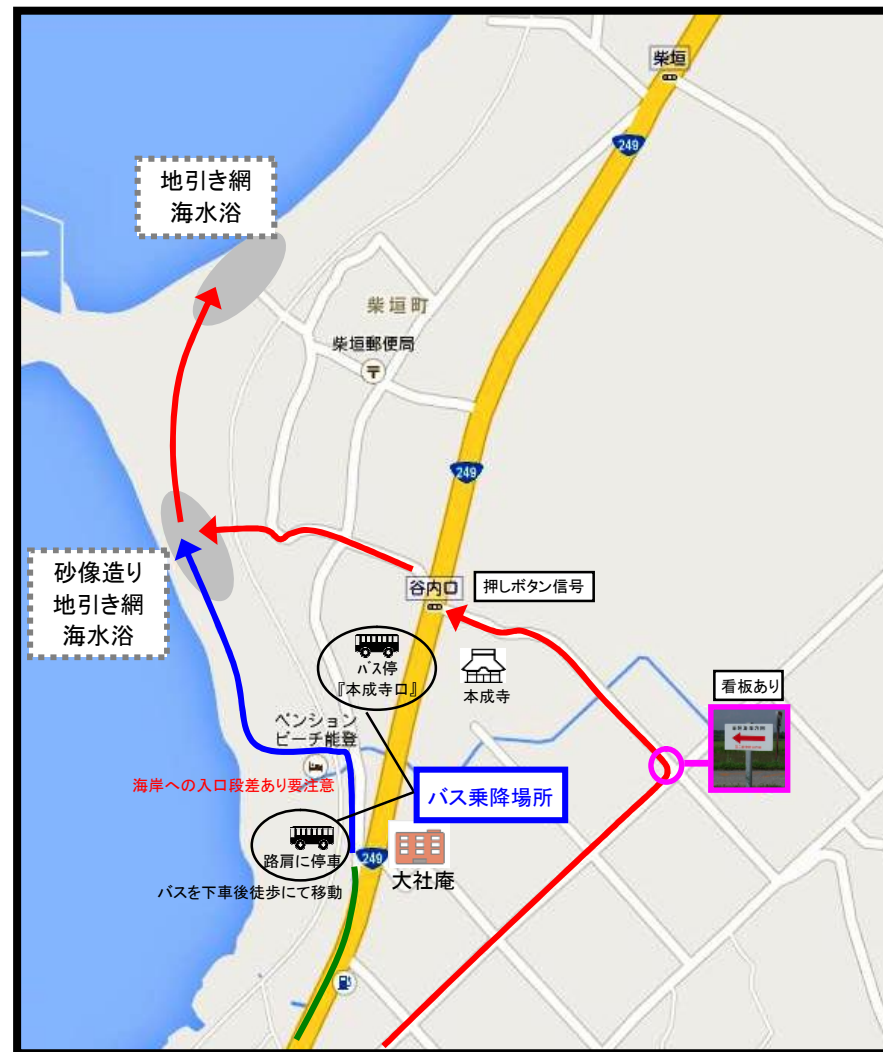 柴垣
249
地引き網
海水浴
柴垣町
柴垣郵便局
〒
249
砂像造り
地引き網
海水浴
谷内口
押しボタン信号
バス停
『本成寺口』
本成寺
看板あり
ペンション
ビーチ能登
海岸への入口段差あり要注意
バス乗降場所
路肩に停車
249
大社庵
バスを下車後徒歩にて移動